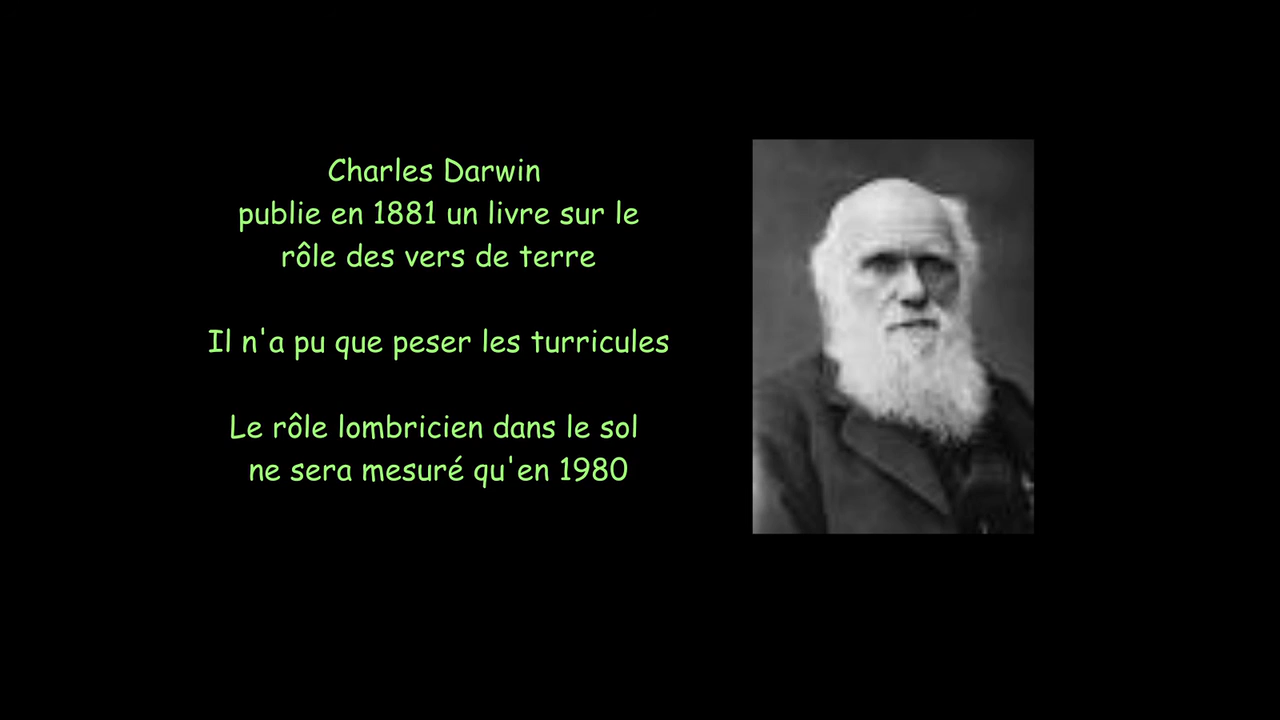 Charles Darwin
publie en 1881 un livre sur le
rôle des vers de terre
Il n'a pu que peser les turricules
Le rôle lombricien dans le sol
ne sera mesuré qu'en 1980